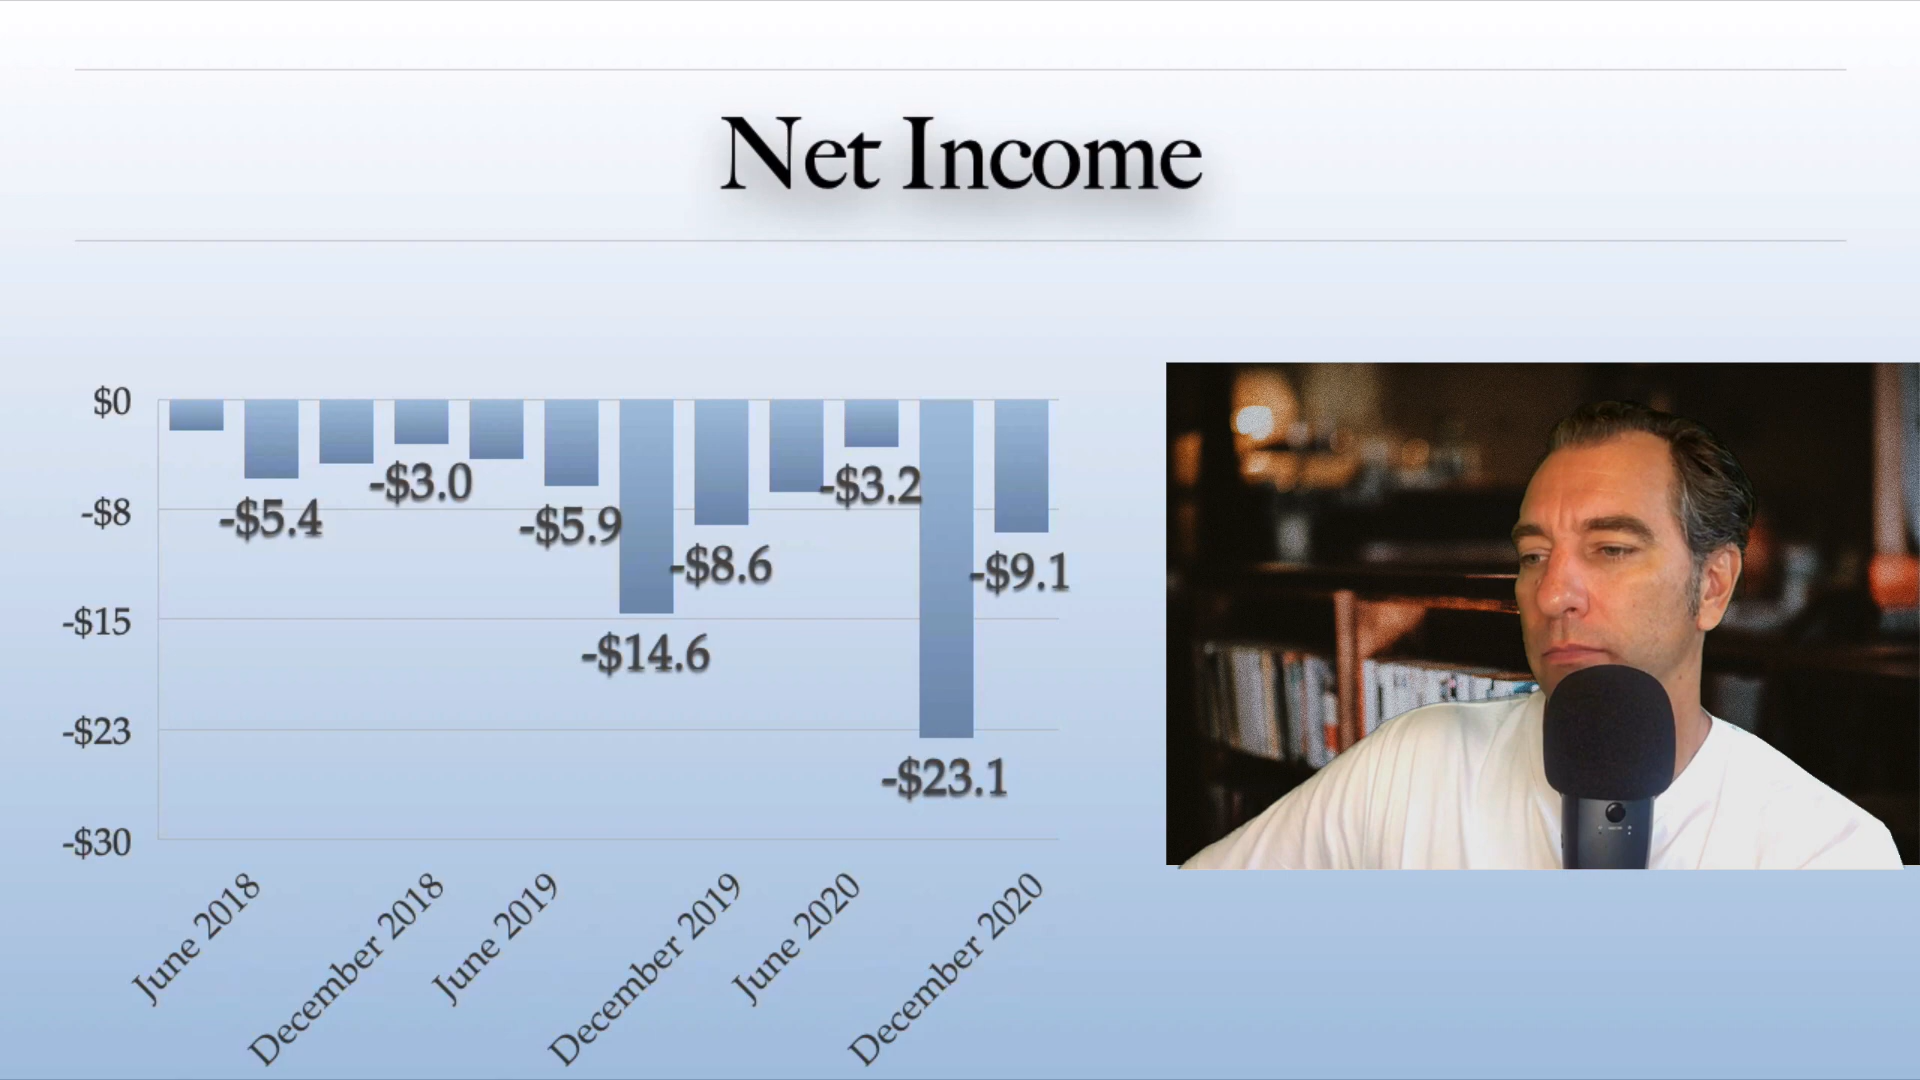 Net Income
$0
-$8
-$15
-$23
-$30
-$5.4
-$3.0
-$5.9
-$14.6
-$8.6
-$3.2
-$23.1
-$9.1
June 2018
December 2018
June 2019
December 2019
June 2020
December 2020